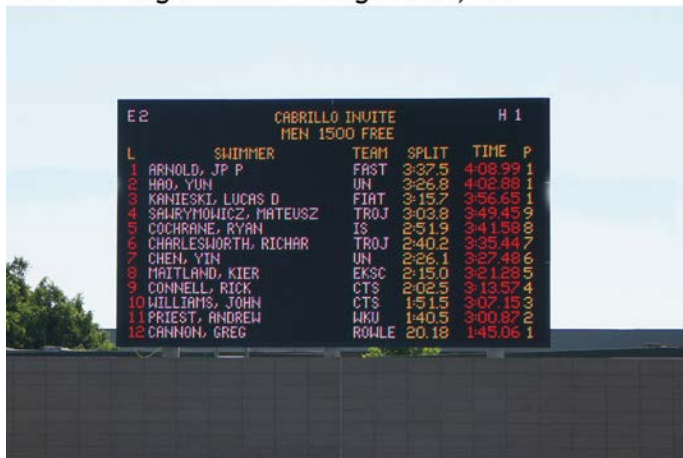 E2 CABRILLO INVITE H 1
MEN 1500 FREE
L SWIMMER TEAM SPLIT TIME P
1 ARNOLD, JP P FAST 3:37.5 4:08.99 1
2 HAO, YUN UN 3:26.8 4:02.88 1
3 KANIESKI, LUCAS D FIAT 3:15.7 3:56.65 1
4 SAWRYMOWICZ, MATEUSZ TROJ 3:03.8 3:49.45 9
5 COCHRANE, RYAN IS 2:51.9 3:41.58 8
6 CHARLESWORTH, RICHAR TROJ 2:40.2 3:35.44 7
7 CHEN, YIN UN 2:26.1 3:27.48 6
8 MAITLAND, KIER EKSC 2:15.0 3:21.28 5
9 CONNELL, RICK CTS 2:02.5 3:13.57 4
10 WILLIAMS, JOHN CTS 1:51.5 3:07.15 3
11 PRIEST, ANDREW WKU 1:40.5 3:00.87 2
12 CANNON, GREG ROWLE 20.18 1:45.06 1